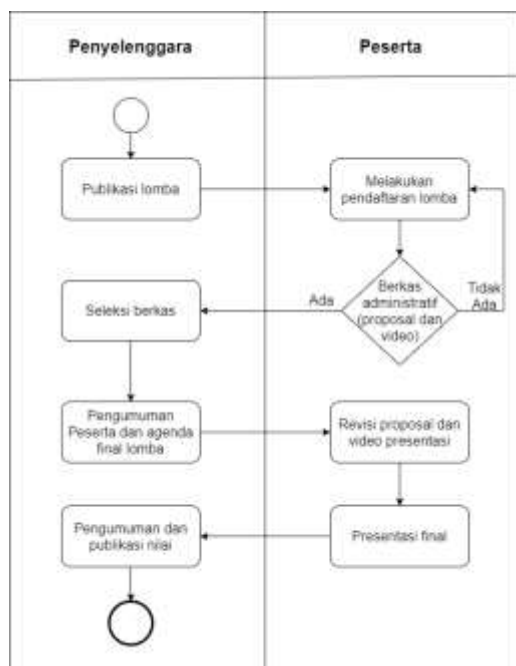 Penyelenggara
Peserta
Publikasi lomba
Melakukan
pendaftaran lomba
Berkas
administratif
(proposal dan
video)
Tidak
Ada
Ada
Seleksi berkas
Pengumuman
Peserta dan agenda
final lomba
Revisi proposal dan
video presentasi
Pengumuman dan
publikasi nilai
Presentasi final